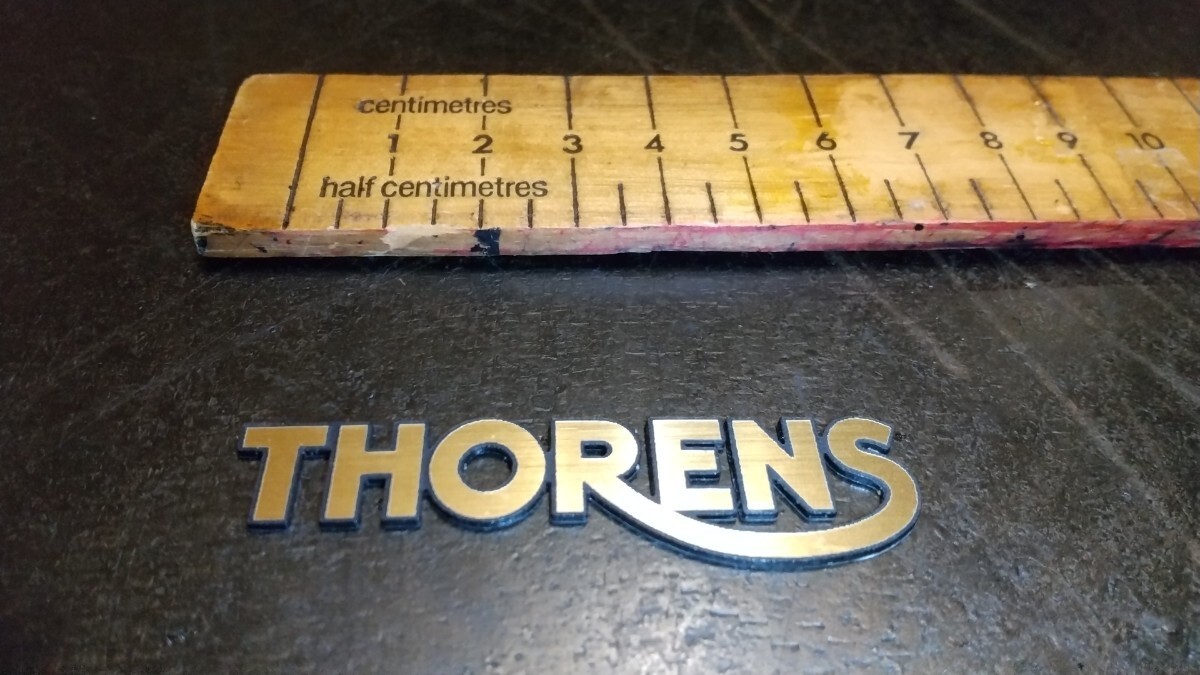 centimetres
1 2 3 4 5 6 7 8 9 10
half centimetres
THORENS